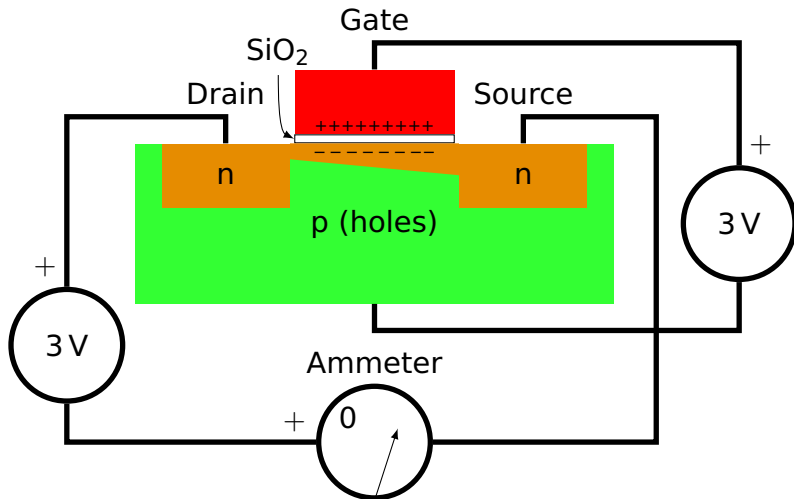 Gate
SiO₂
Drain
Source
+++++++++
−−−−−−−−
+
n
n
p (holes)
3 V
+
3 V
Ammeter
+
0